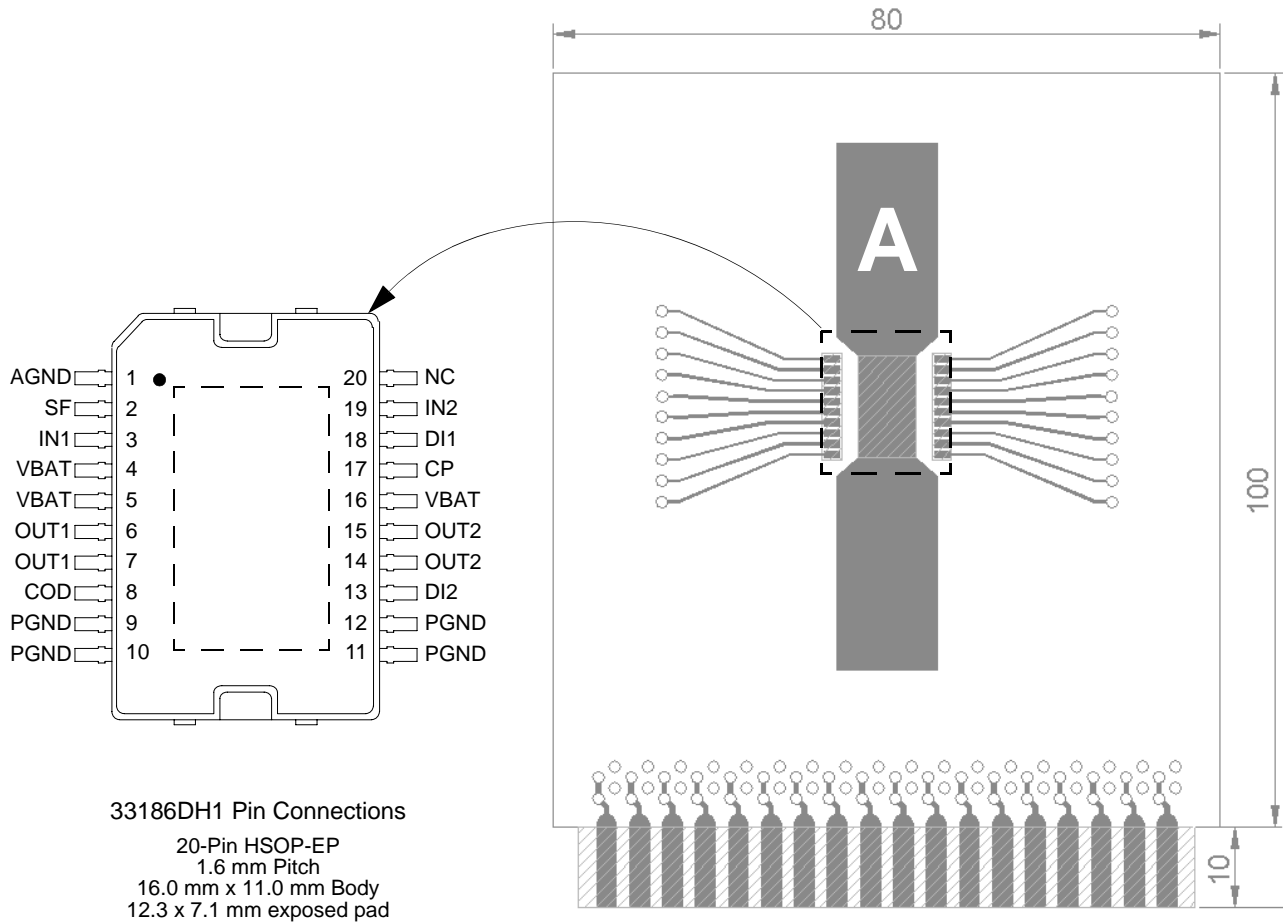 80
A
100
10
AGND 1 20 NC
SF 2 19 IN2
IN1 3 18 DI1
VBAT 4 17 CP
VBAT 5 16 VBAT
OUT1 6 15 OUT2
OUT1 7 14 OUT2
COD 8 13 DI2
PGND 9 12 PGND
PGND 10 11 PGND
33186DH1 Pin Connections
20-Pin HSOP-EP
1.6 mm Pitch
16.0 mm x 11.0 mm Body
12.3 x 7.1 mm exposed pad